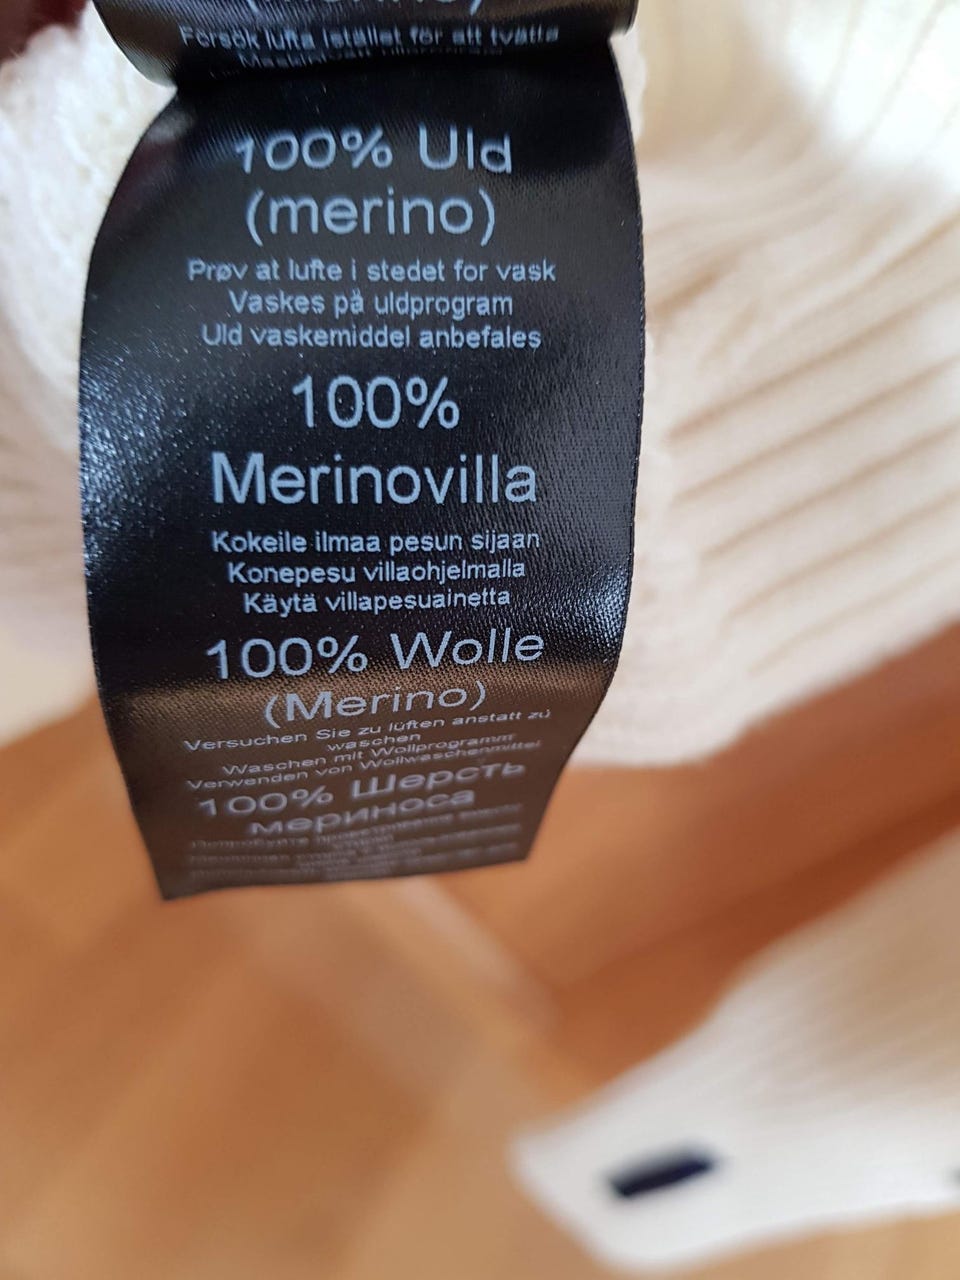 Försök lufta istället för att tvätta
100% Uld
(merino)
Prøv at lufte i stedet for vask
Vaskes på uldprogram
Uld vaskemiddel anbefales
100%
Merinovilla
Kokeile ilmaa pesun sijaan
Konepesu villaohjelmalla
Käytä villapesuainetta
100% Wolle
(Merino)
Versuchen Sie zu lüften anstatt zu
waschen
Waschen mit Wollprogramm
Verwenden von Wollwaschenmittel
100% Шерсть
мериноса